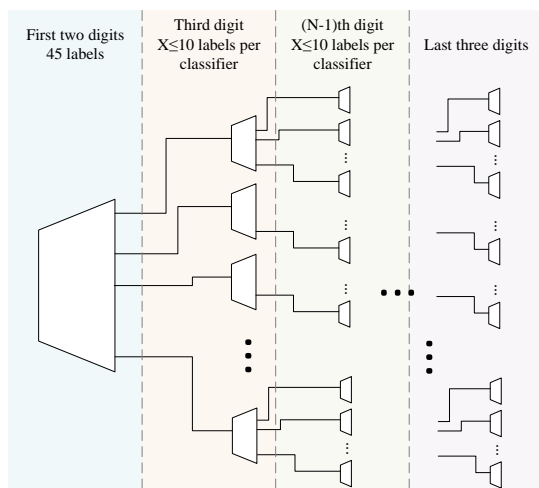 First two digits
45 labels
Third digit
X≤10 labels per
classifier
(N-1)th digit
X≤10 labels per
classifier
Last three digits